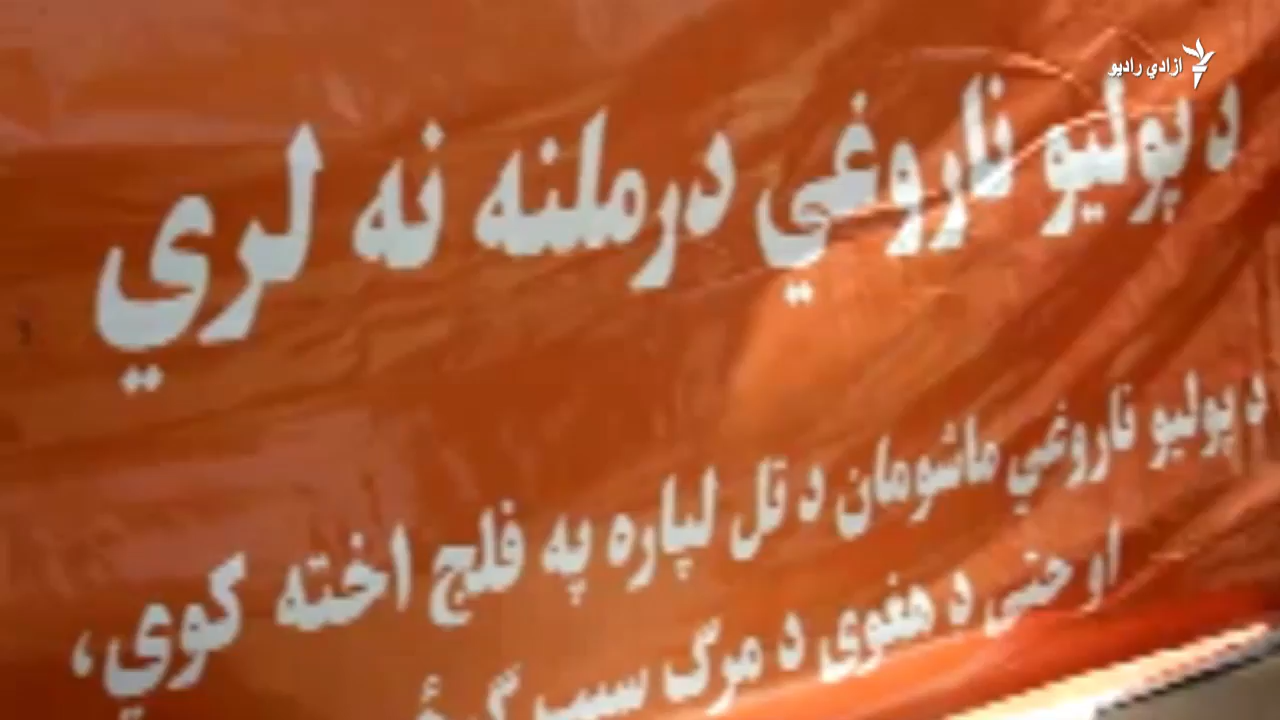 ازادي راډیو
د پولیو ناروغي درملنه نه لري
د پولیو ناروغي ماشومان د تل لپاره په فلج اخته کوي،
او حتی د هغوی د مرگ سبب